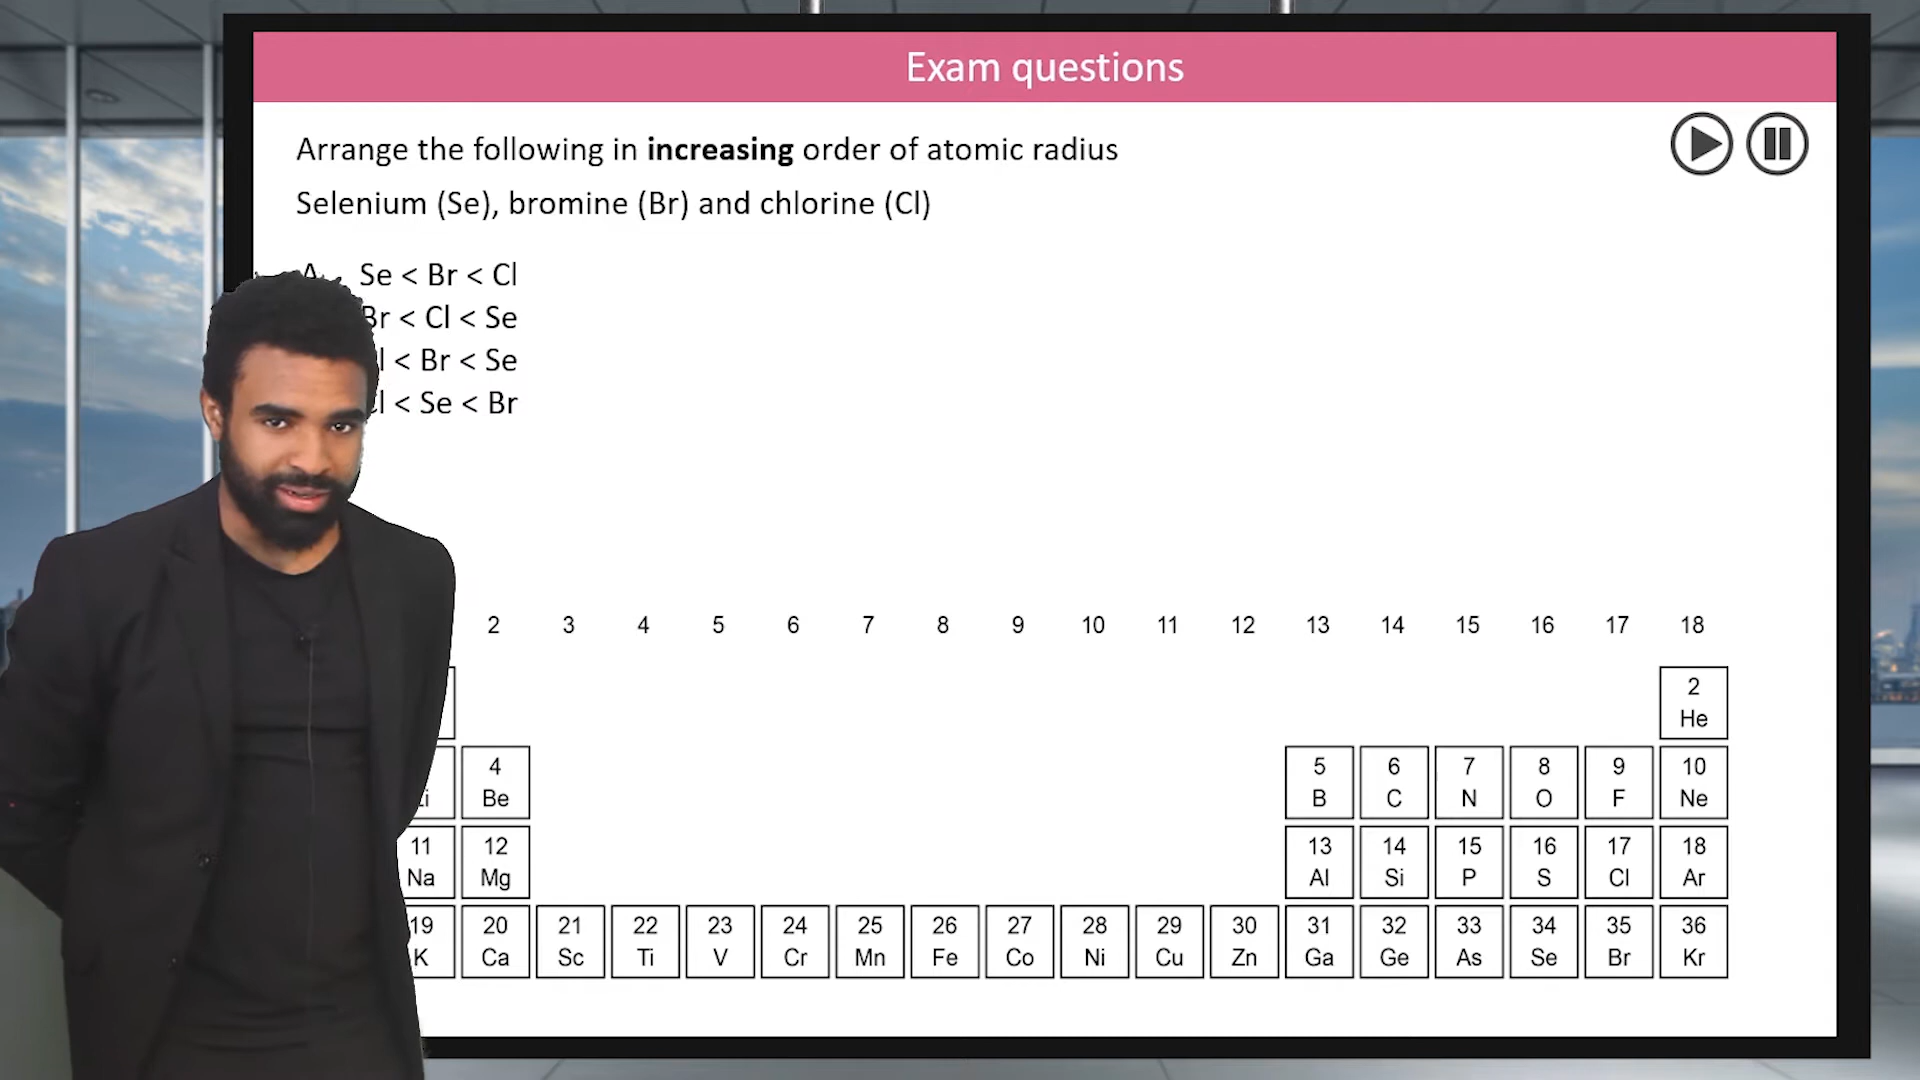 Exam questions
Arrange the following in increasing order of atomic radius
Selenium (Se), bromine (Br) and chlorine (Cl)
Se < Br < Cl
Br < Cl < Se
< Br < Se
< Se < Br
2 3 4 5 6 7 8 9 10 11 12 13 14 15 16 17 18
2
He
4 5 6 7 8 9 10
Be B C N O F Ne
11 12 13 14 15 16 17 18
Na Mg Al Si P S Cl Ar
19 20 21 22 23 24 25 26 27 28 29 30 31 32 33 34 35 36
K Ca Sc Ti V Cr Mn Fe Co Ni Cu Zn Ga Ge As Se Br Kr